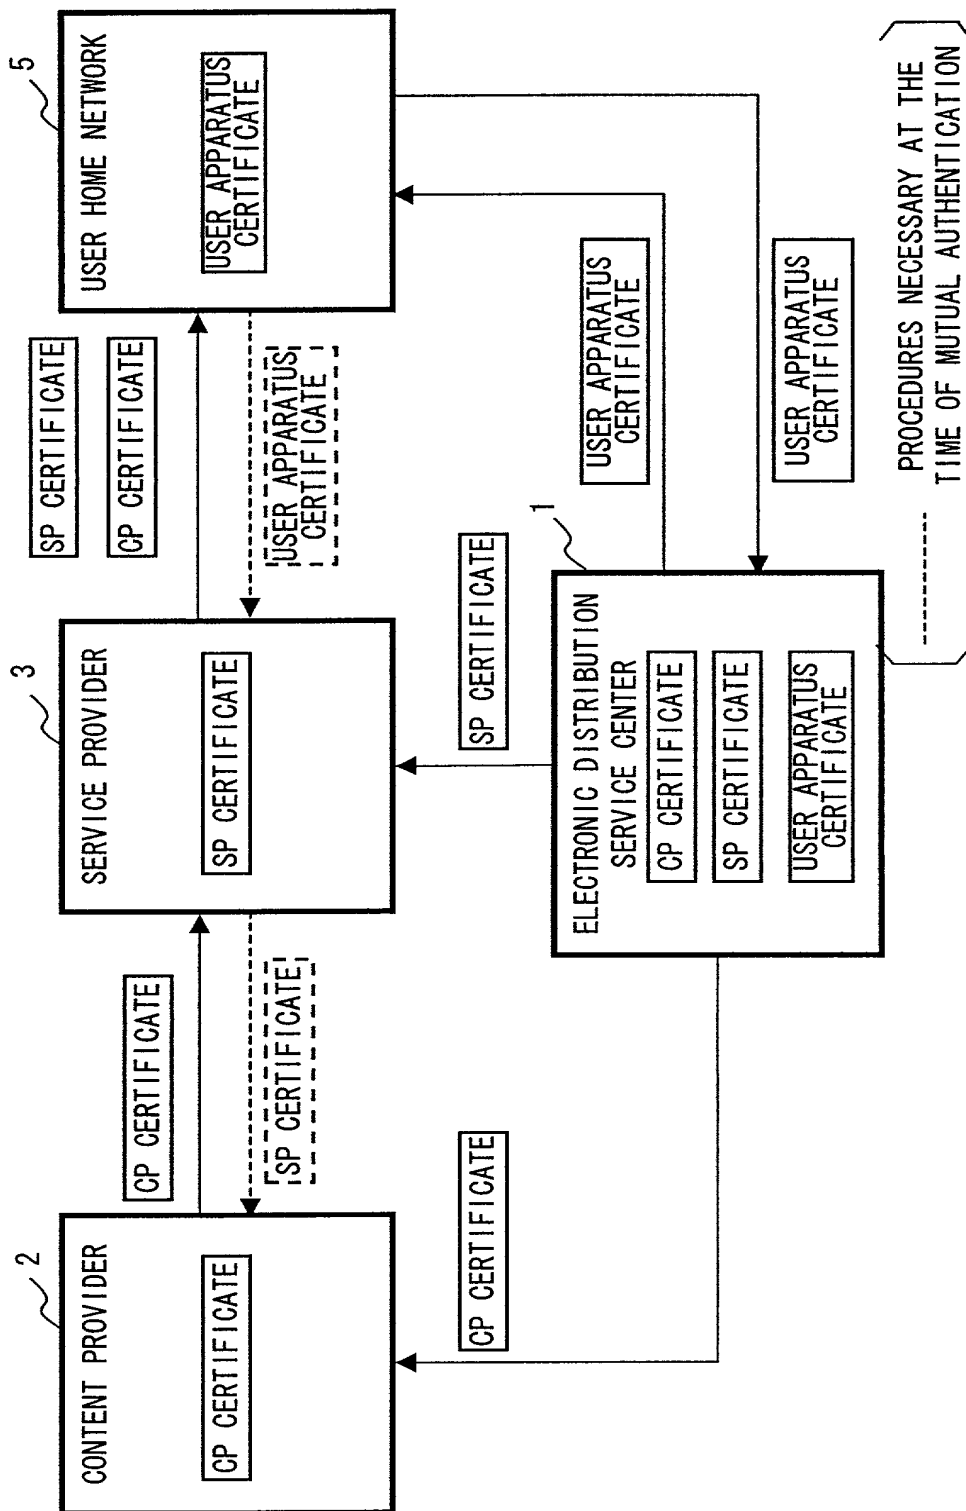 2
CONTENT PROVIDER
CP CERTIFICATE
CP CERTIFICATE
SP CERTIFICATE
3
SERVICE PROVIDER
SP CERTIFICATE
SP CERTIFICATE
CP CERTIFICATE
USER APPARATUS
CERTIFICATE
5
USER HOME NETWORK
USER APPARATUS
CERTIFICATE
CP CERTIFICATE
SP CERTIFICATE
1
ELECTRONIC DISTRIBUTION
SERVICE CENTER
CP CERTIFICATE
SP CERTIFICATE
USER APPARATUS
CERTIFICATE
USER APPARATUS
CERTIFICATE
USER APPARATUS
CERTIFICATE
PROCEDURES NECESSARY AT THE
TIME OF MUTUAL AUTHENTICATION